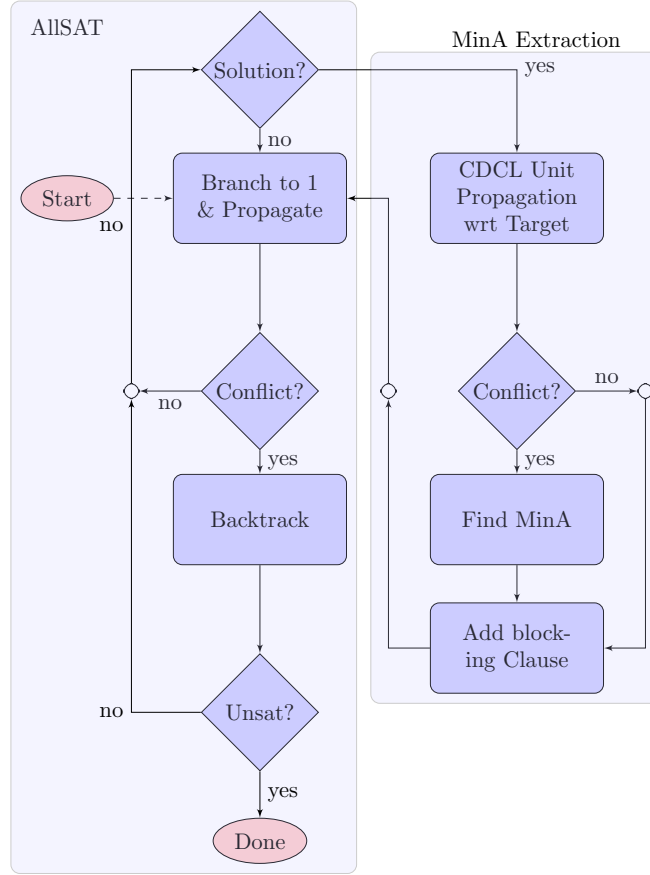 AllSAT
MinA Extraction
Solution?
yes
no
Start
Branch to 1
& Propagate
CDCL Unit
Propagation
wrt Target
no
Conflict?
no
yes
Conflict?
no
yes
Backtrack
Find MinA
Add block-
ing Clause
no
Unsat?
yes
Done